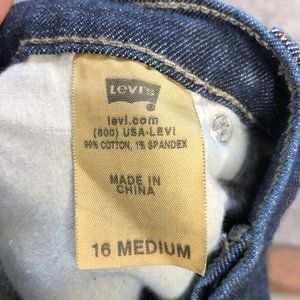 Levi's
levi.com
(800) USA-LEVI
99% COTTON, 1% SPANDEX
MADE IN
CHINA
16 MEDIUM